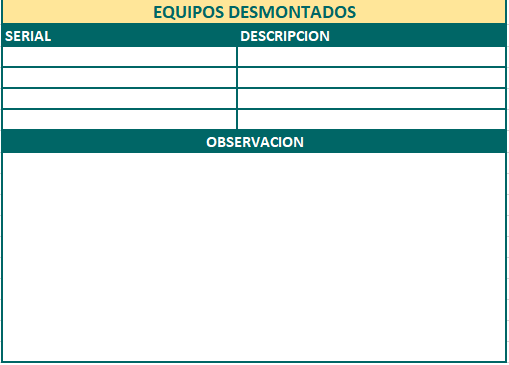 EQUIPOS DESMONTADOS
SERIAL DESCRIPCION
OBSERVACION